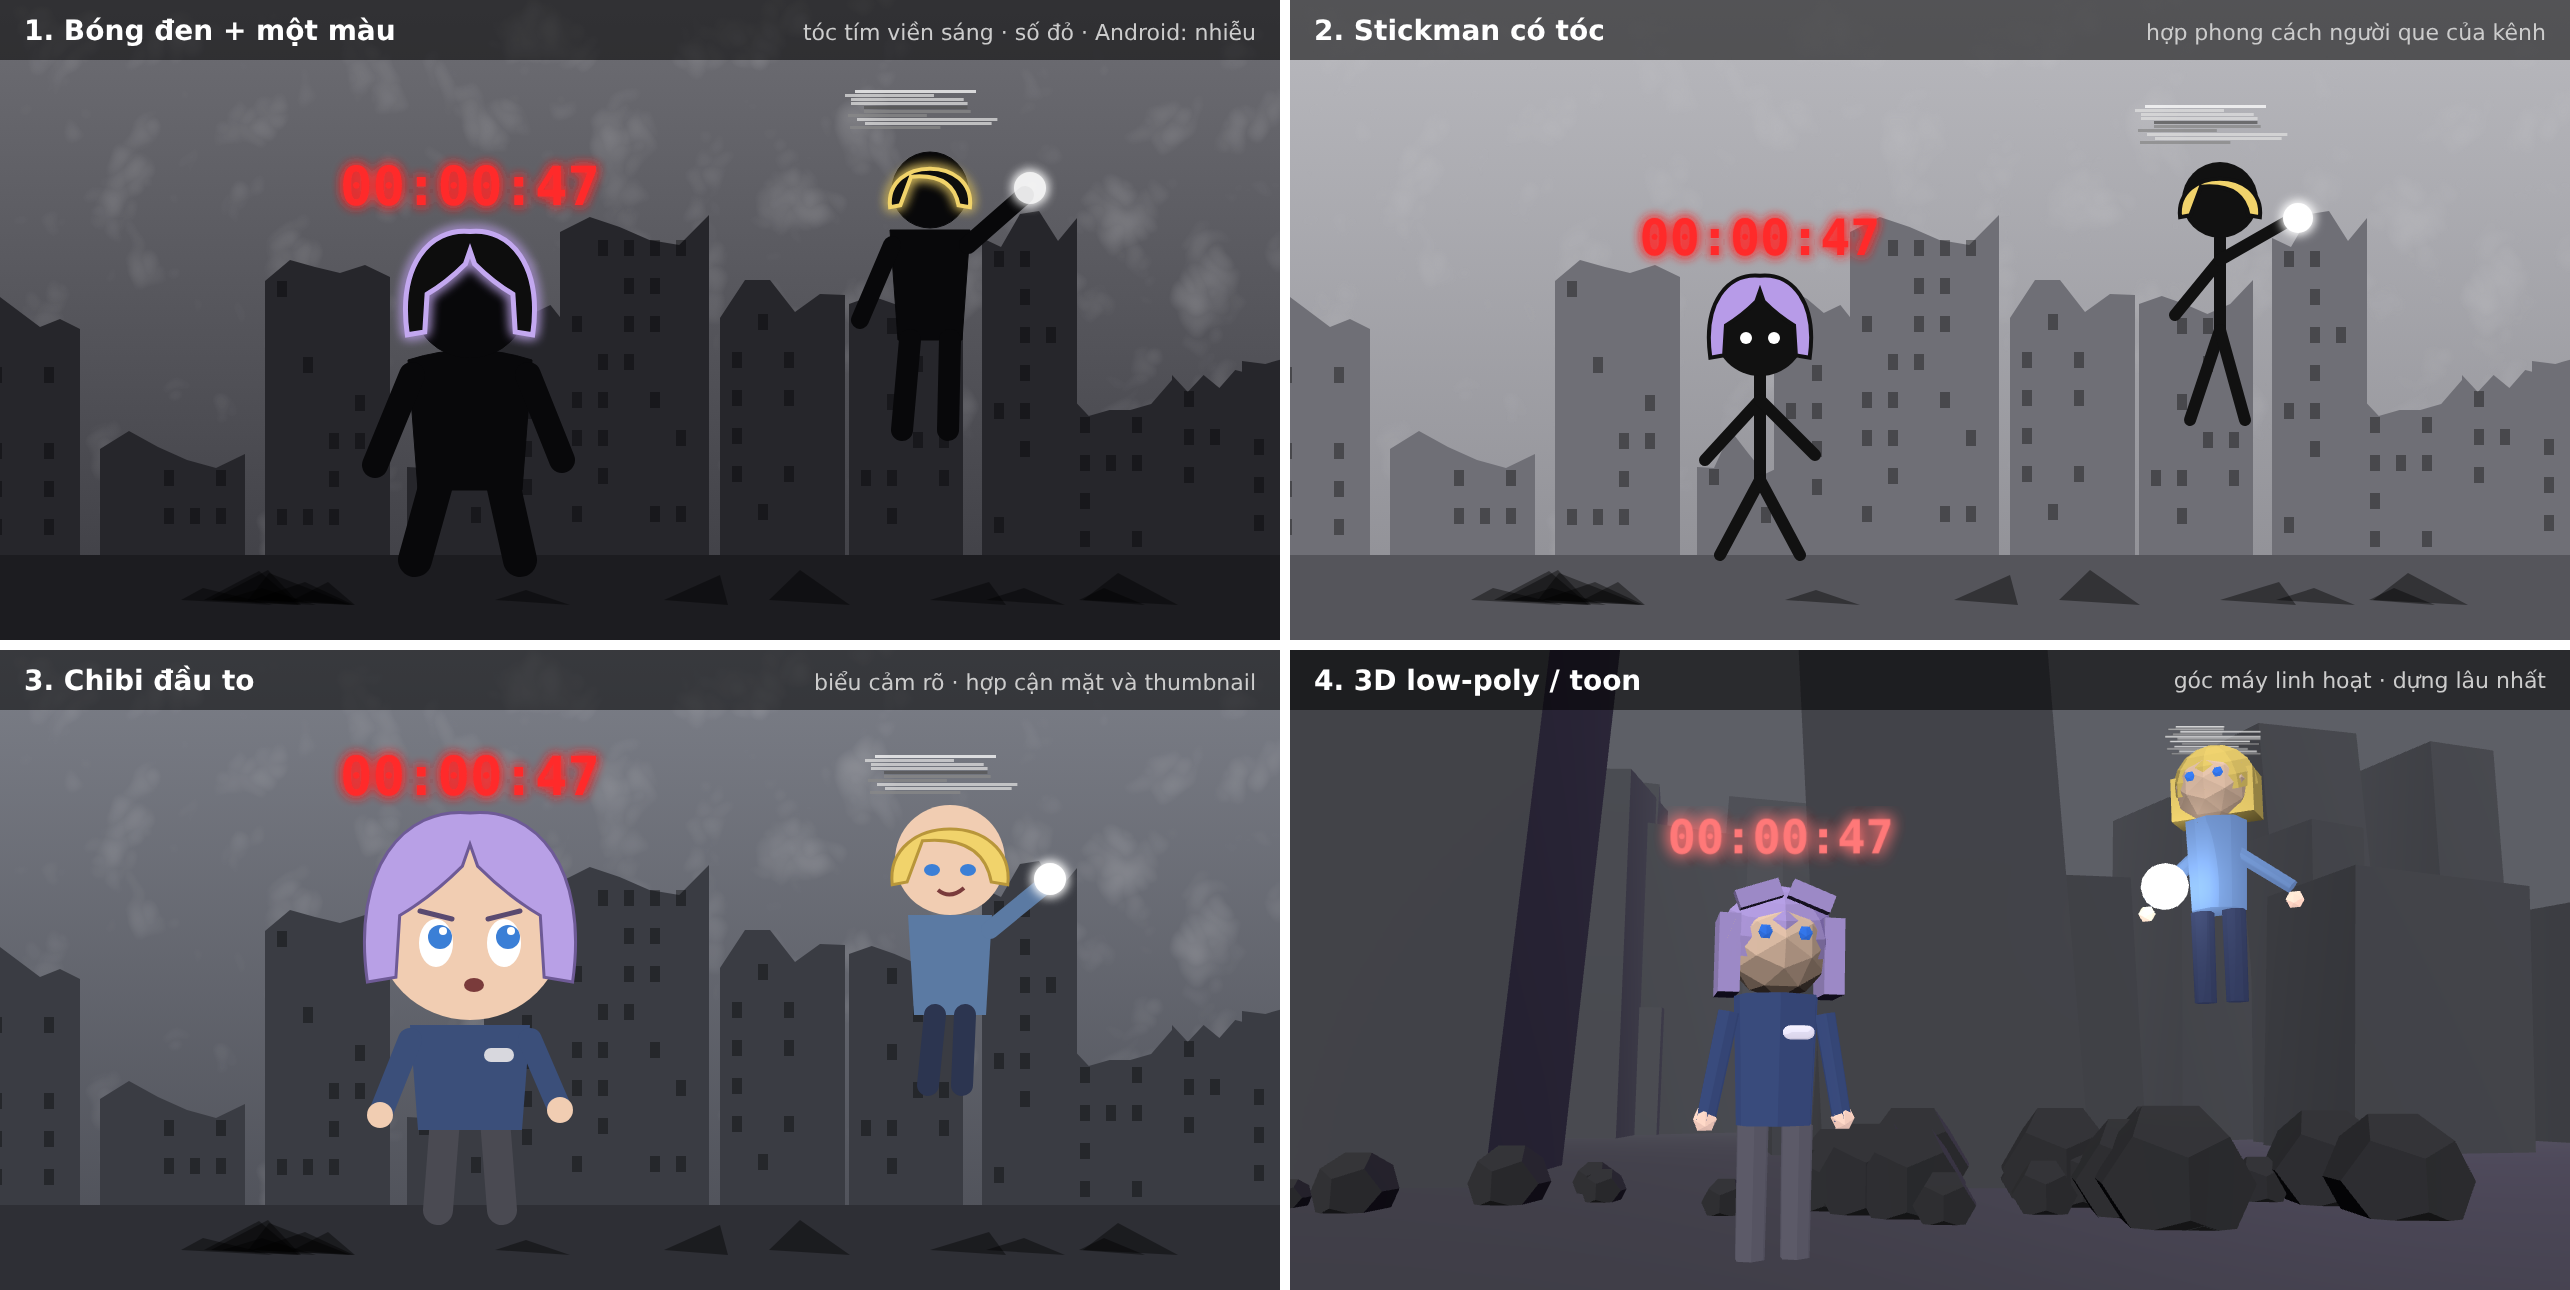 1. Bóng đen + một màu
tóc tím viền sáng · số đỏ · Android: nhiễu
00:00:47
2. Stickman có tóc
hợp phong cách người que của kênh
00:00:47
3. Chibi đầu to
biểu cảm rõ · hợp cận mặt và thumbnail
00:00:47
4. 3D low-poly / toon
góc máy linh hoạt · dựng lâu nhất
00:00:47